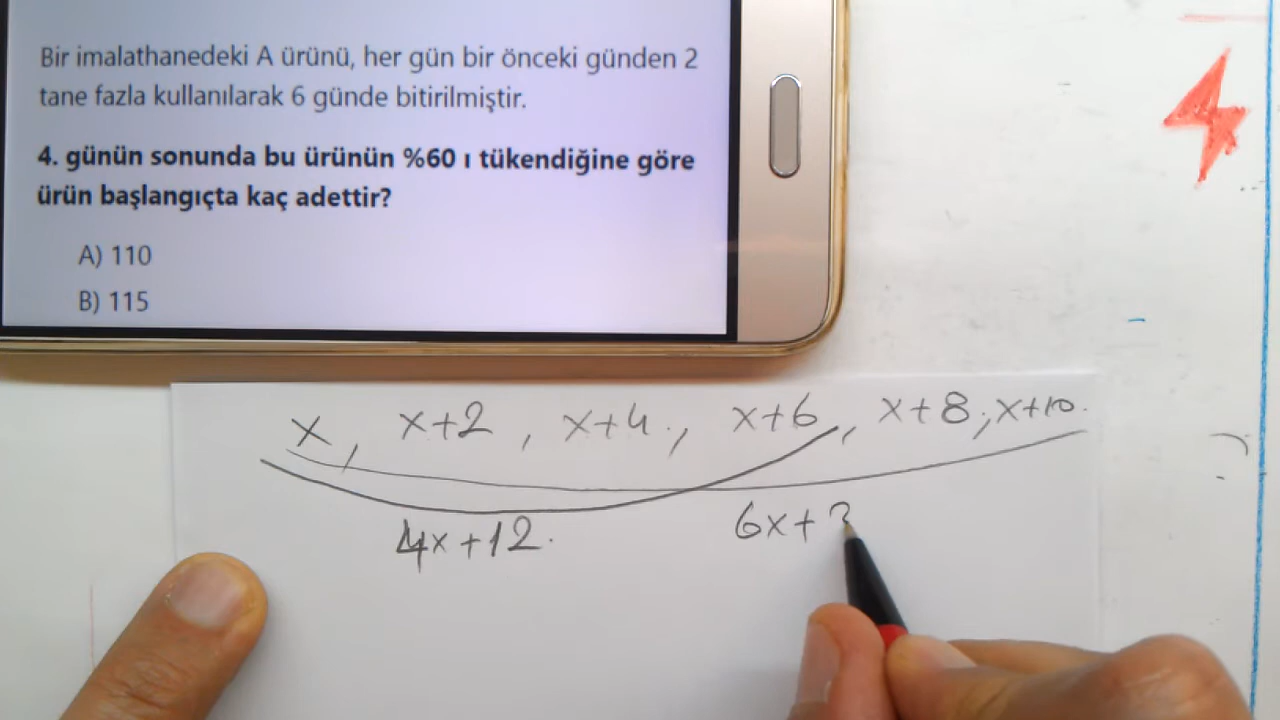 Bir imalathanedeki A ürünü, her gün bir önceki günden 2
tane fazla kullanılarak 6 günde bitirilmiştir.
4. günün sonunda bu ürünün %60 ı tükendiğine göre
ürün başlangıçta kaç adettir?
A) 110
B) 115
x, x+2, x+4, x+6, x+8, x+10.
4x+12. 6x+